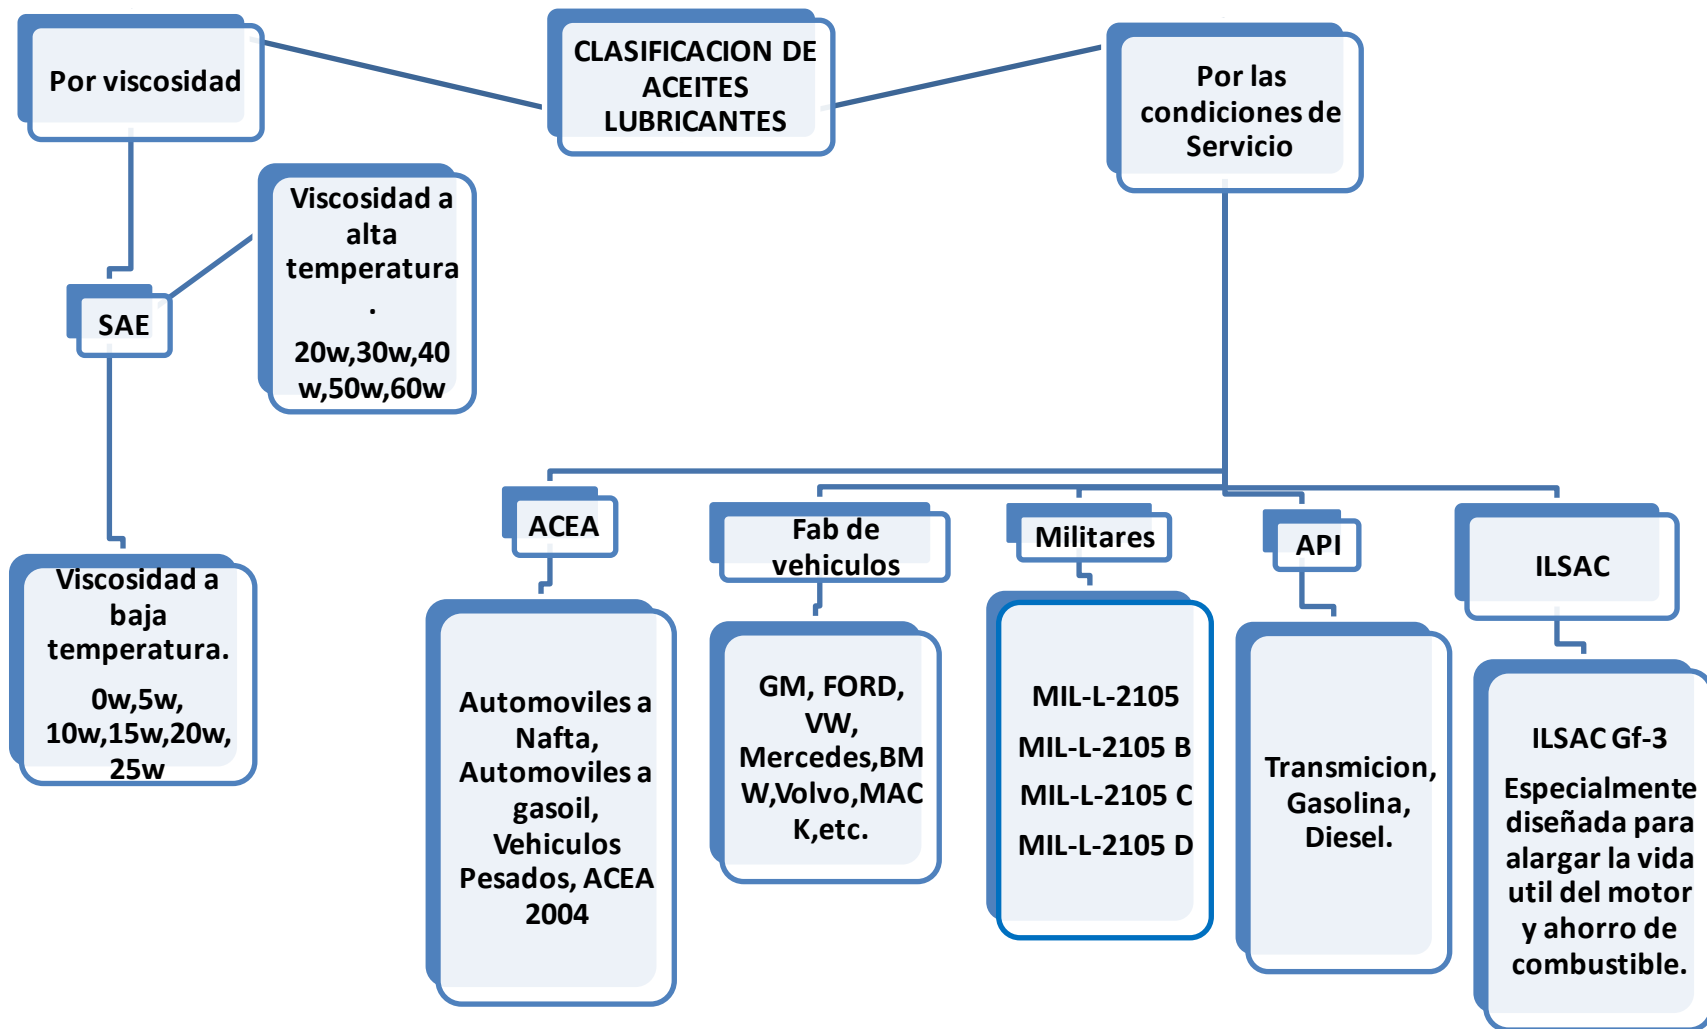 CLASIFICACION DE
ACEITES
LUBRICANTES
Por viscosidad
SAE
Viscosidad a
alta
temperatura
.
20w,30w,40
w,50w,60w
Viscosidad a
baja
temperatura.
0w,5w,
10w,15w,20w,
25w
Por las
condiciones de
Servicio
ACEA
Automoviles a
Nafta,
Automoviles a
gasoil,
Vehiculos
Pesados, ACEA
2004
Fab de
vehiculos
GM, FORD,
VW,
Mercedes,BM
W,Volvo,MAC
K,etc.
Militares
MIL-L-2105
MIL-L-2105 B
MIL-L-2105 C
MIL-L-2105 D
API
Transmicion,
Gasolina,
Diesel.
ILSAC
ILSAC Gf-3
Especialmente
diseñada para
alargar la vida
util del motor
y ahorro de
combustible.